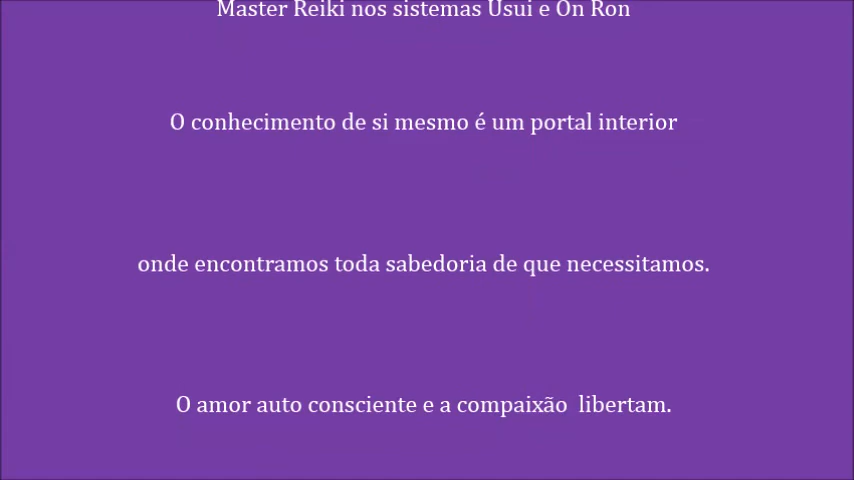 Master Reiki nos sistemas Usui e On Ron
O conhecimento de si mesmo é um portal interior
onde encontramos toda sabedoria de que necessitamos.
O amor auto consciente e a compaixão  libertam.